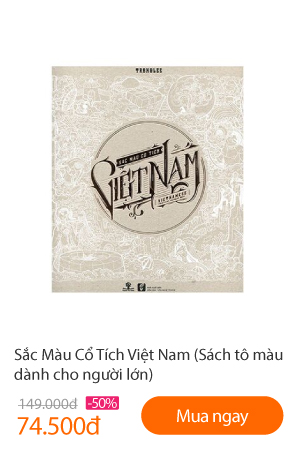 TORNOLEE
SẮC MÀU CỔ TÍCH
VIỆT NAM
Sắc Màu Cổ Tích Việt Nam (Sách tô màu
dành cho người lớn)
149.000đ -50%
74.500đ
Mua ngay